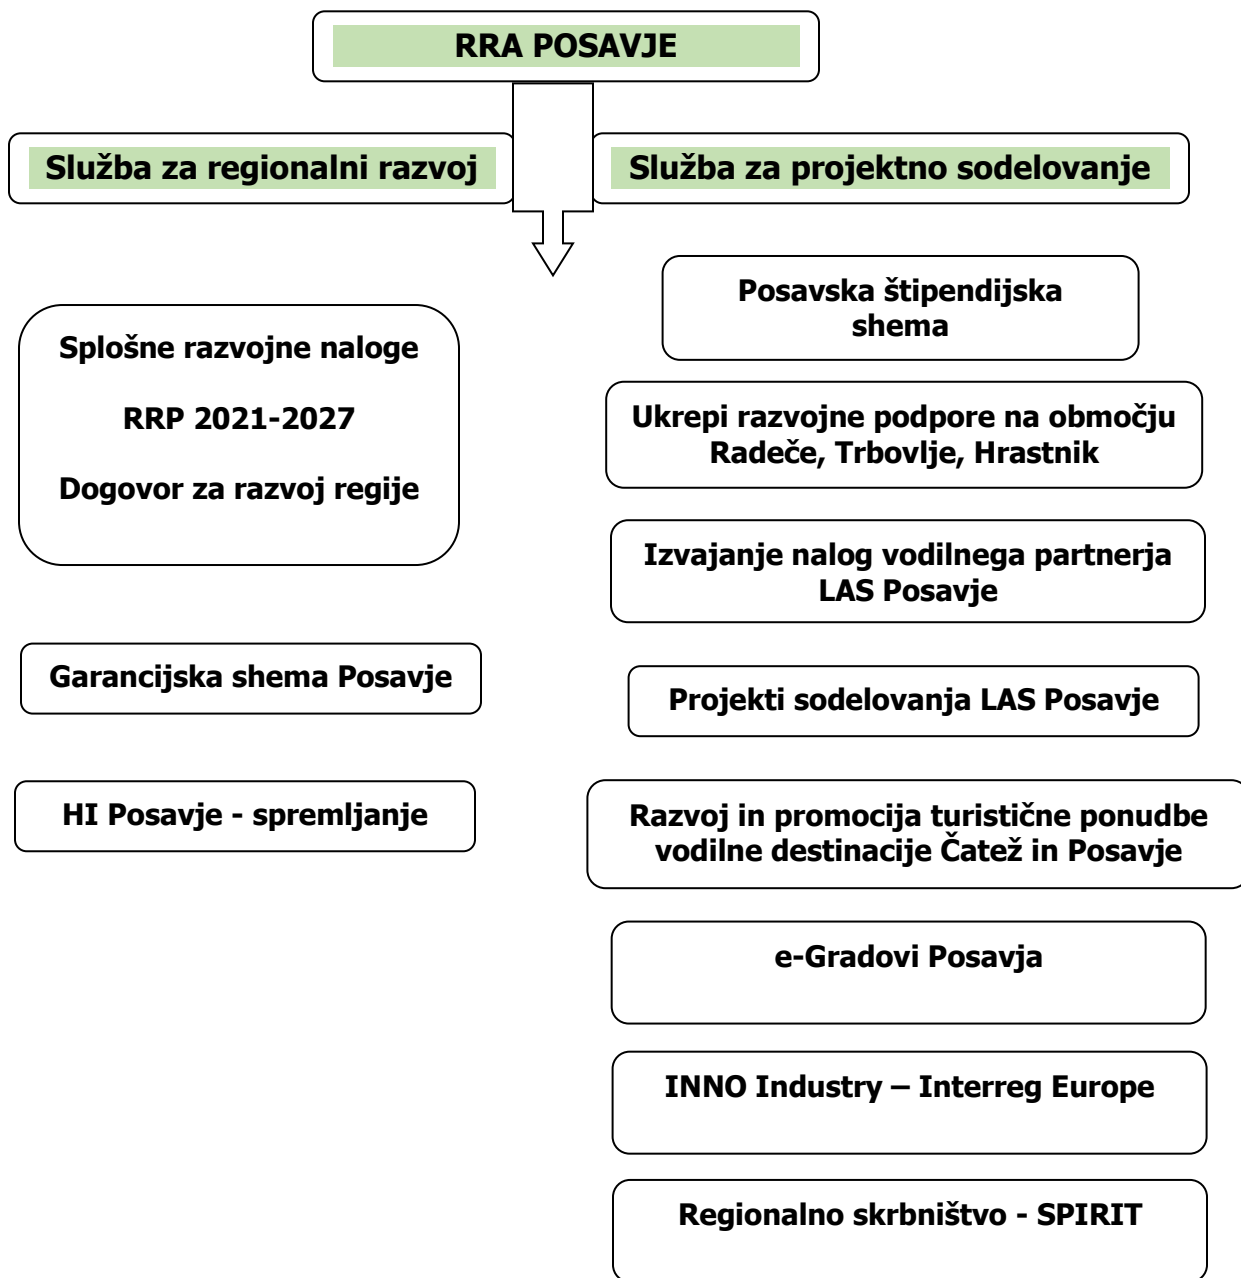 RRA POSAVJE
Služba za regionalni razvoj
Služba za projektno sodelovanje
Splošne razvojne naloge
RRP 2021-2027
Dogovor za razvoj regije
Garancijska shema Posavje
HI Posavje - spremljanje
Posavska štipendijska
shema
Ukrepi razvojne podpore na območju
Radeče, Trbovlje, Hrastnik
Izvajanje nalog vodilnega partnerja
LAS Posavje
Projekti sodelovanja LAS Posavje
Razvoj in promocija turistične ponudbe
vodilne destinacije Čatež in Posavje
e-Gradovi Posavja
INNO Industry – Interreg Europe
Regionalno skrbništvo - SPIRIT